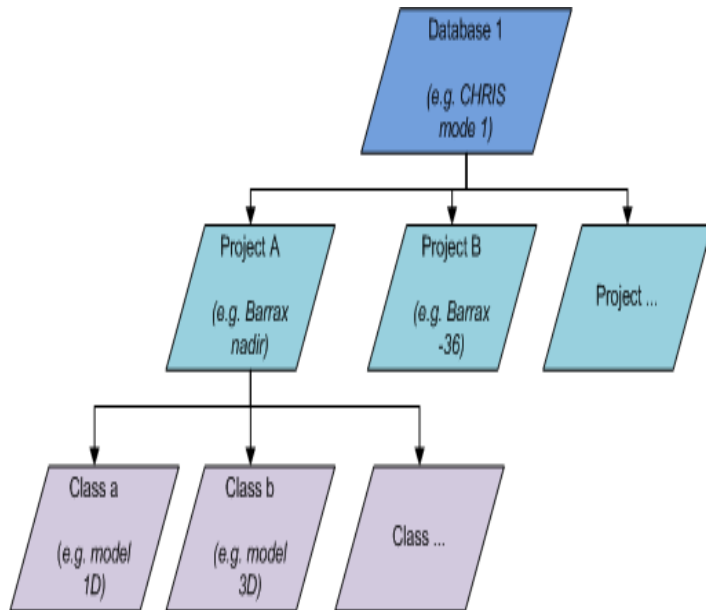 Database 1
(e.g. CHRIS
mode 1)
Project A
(e.g. Barrax
nadir)
Project B
(e.g. Barrax
-36)
Project ...
Class a
(e.g. model
1D)
Class b
(e.g. model
3D)
Class ...